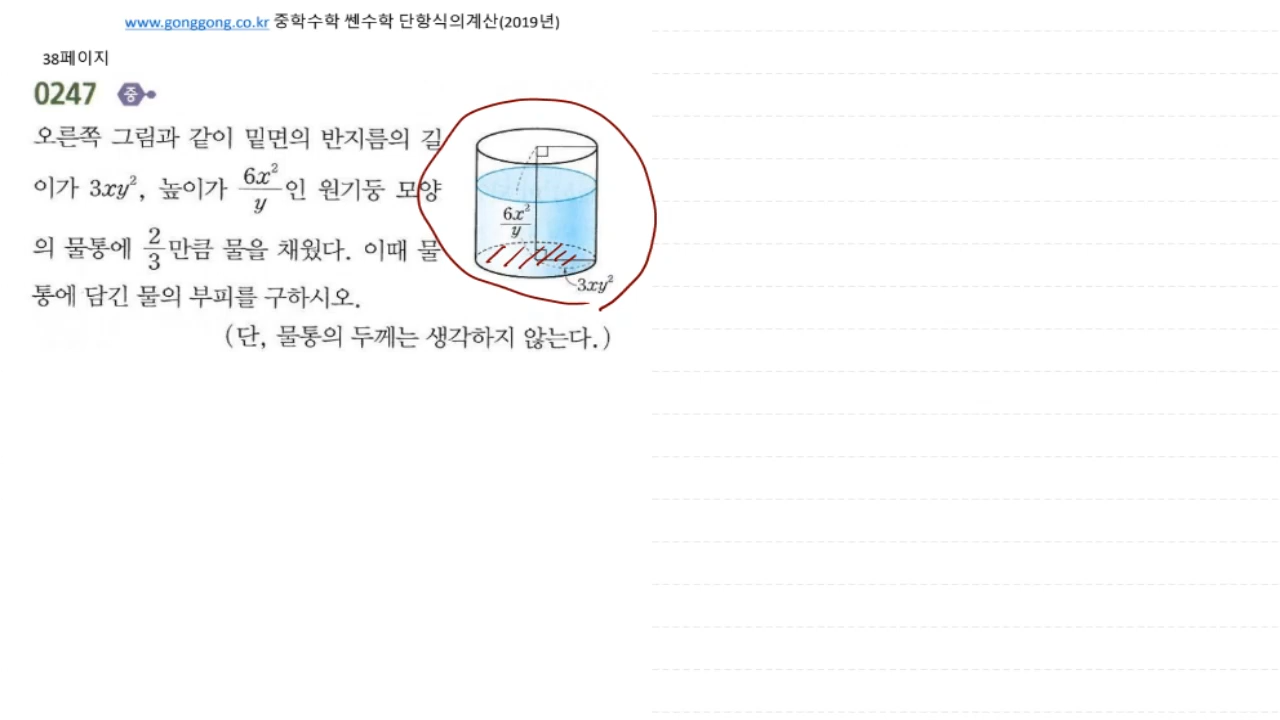 www.gonggong.co.kr 중학수학 쎈수학 단항식의계산(2019년)
38페이지
0247 중
오른쪽 그림과 같이 밑면의 반지름의 길
이가 3xy², 높이가 6x²/y인 원기둥 모양
의 물통에 2/3만큼 물을 채웠다. 이때 물
통에 담긴 물의 부피를 구하시오.
(단, 물통의 두께는 생각하지 않는다.)
6x²/y
3xy²